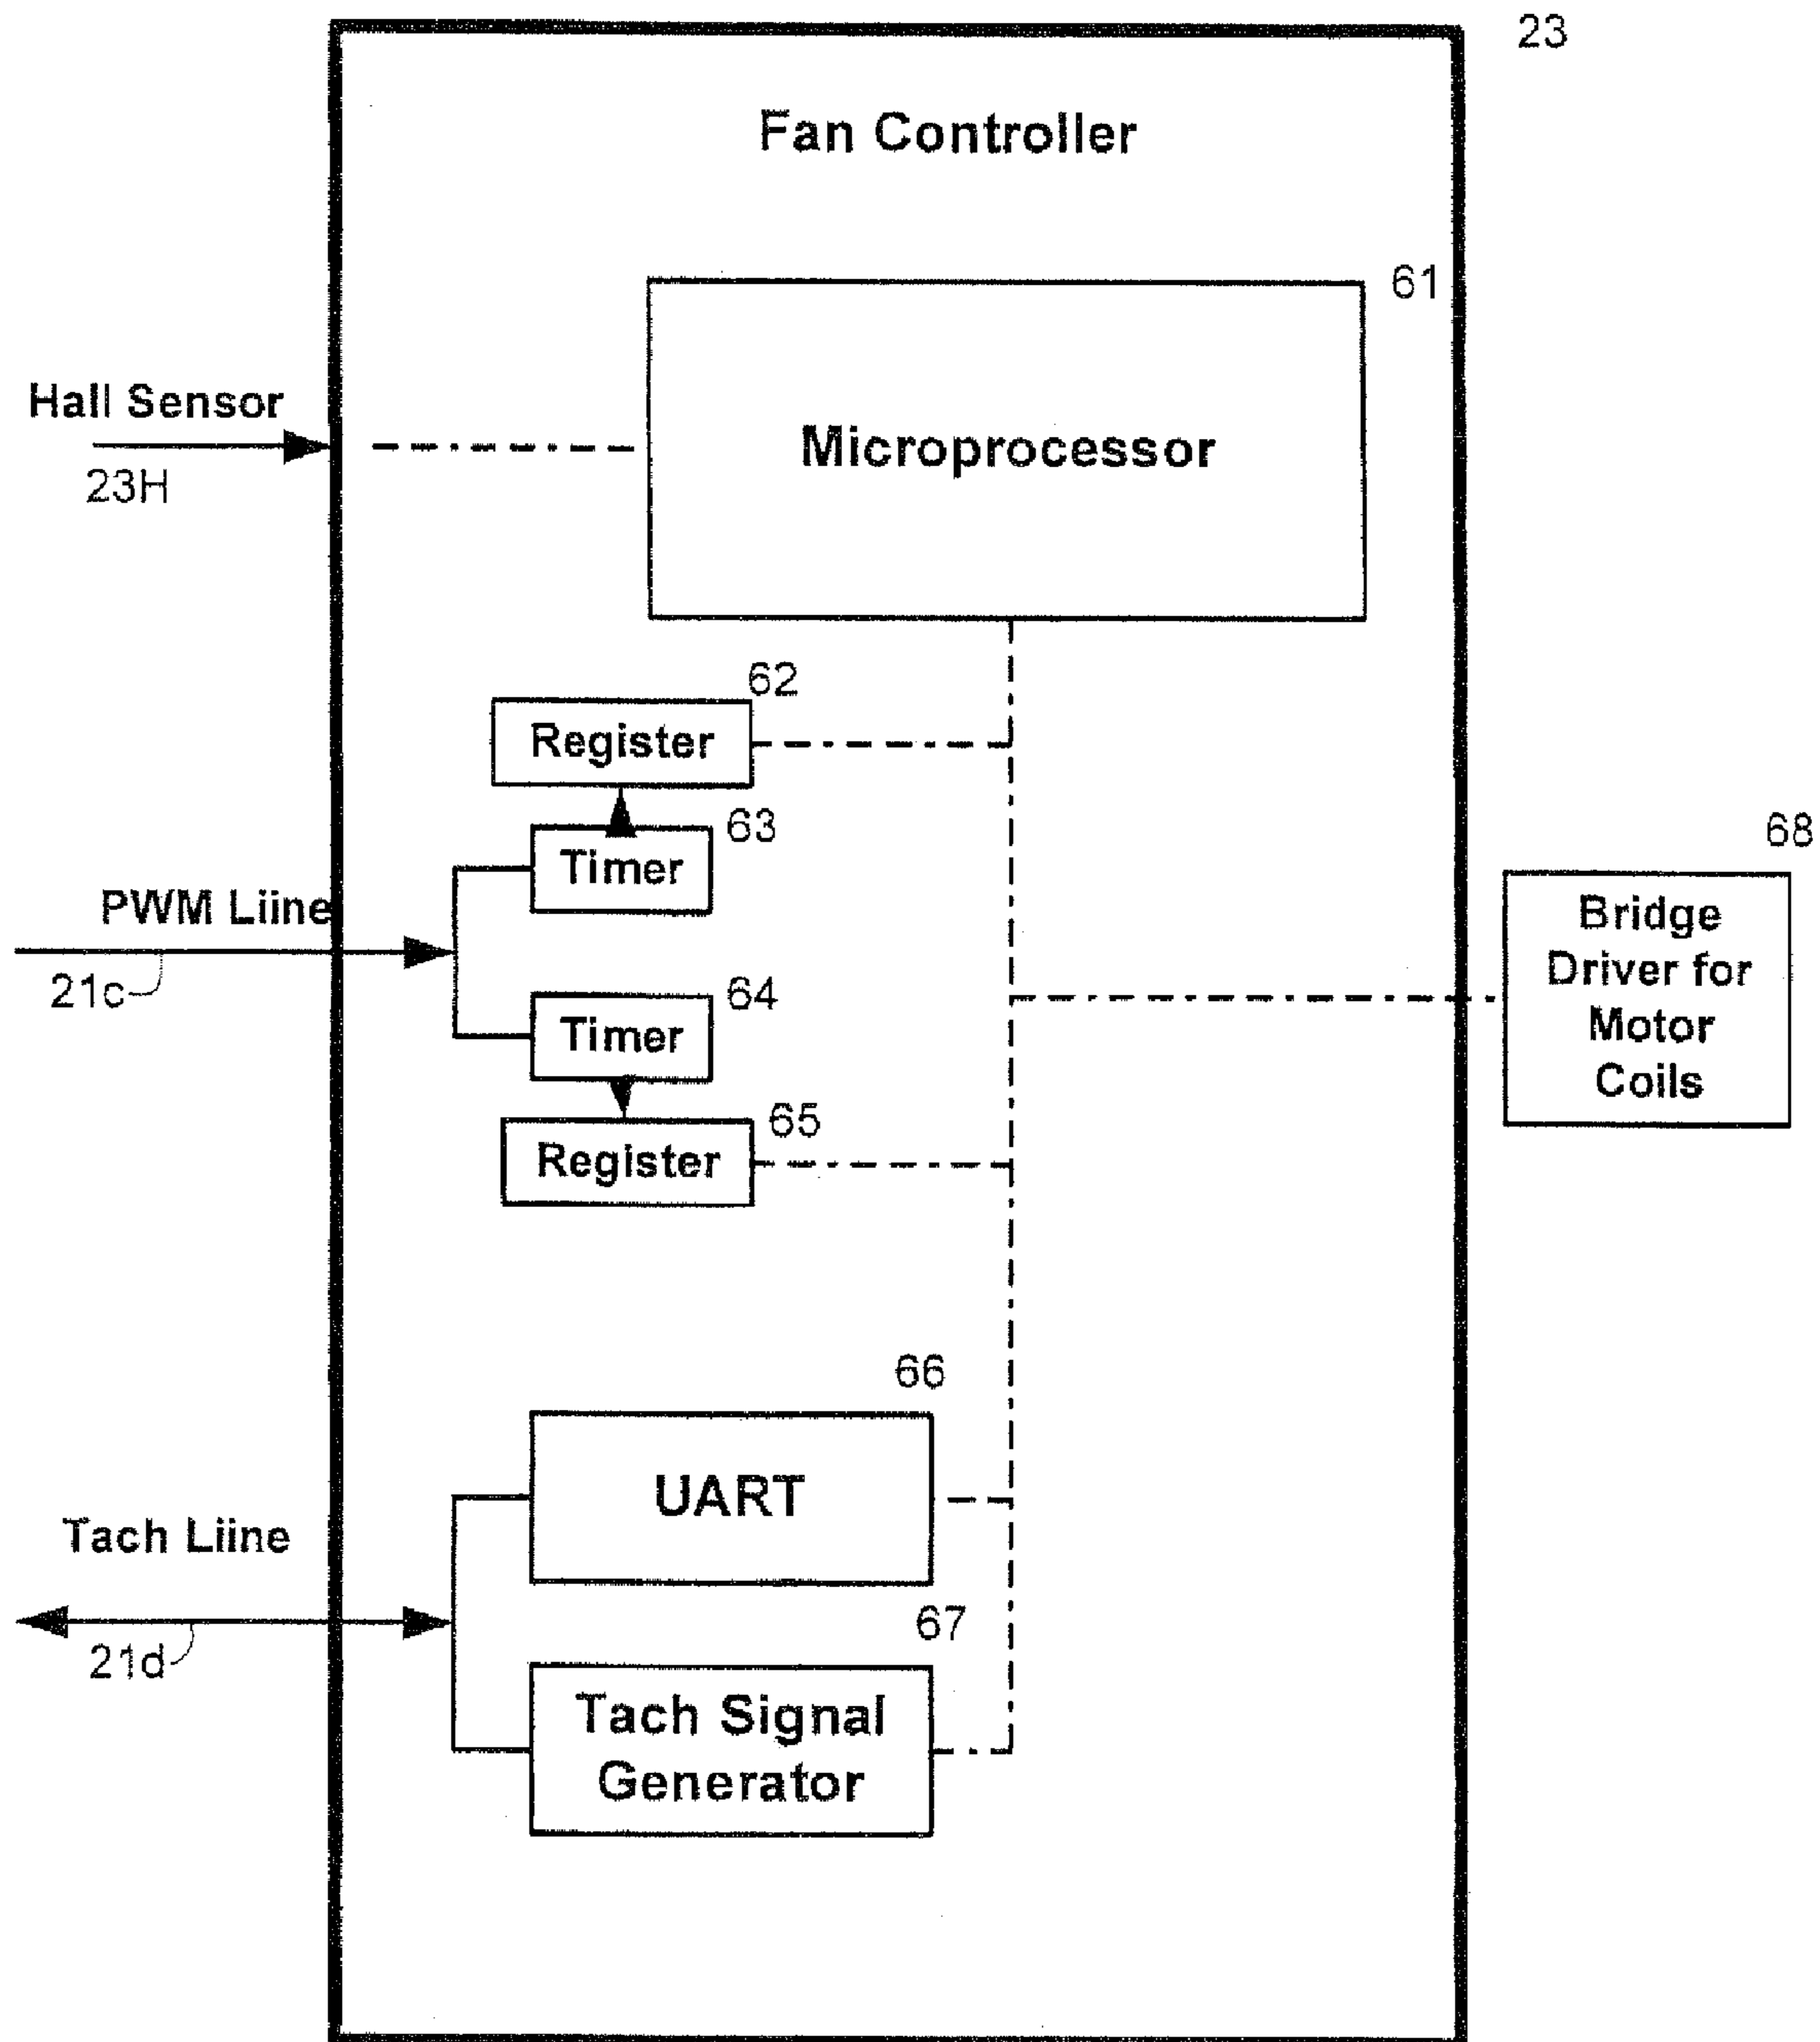 23
Fan Controller
61
Hall Sensor
23H
Microprocessor
62
Register
63
Timer
68
PWM Liine
21c
Bridge
Driver for
Motor
Coils
64
Timer
65
Register
66
UART
Tach Liine
21d
67
Tach Signal
Generator